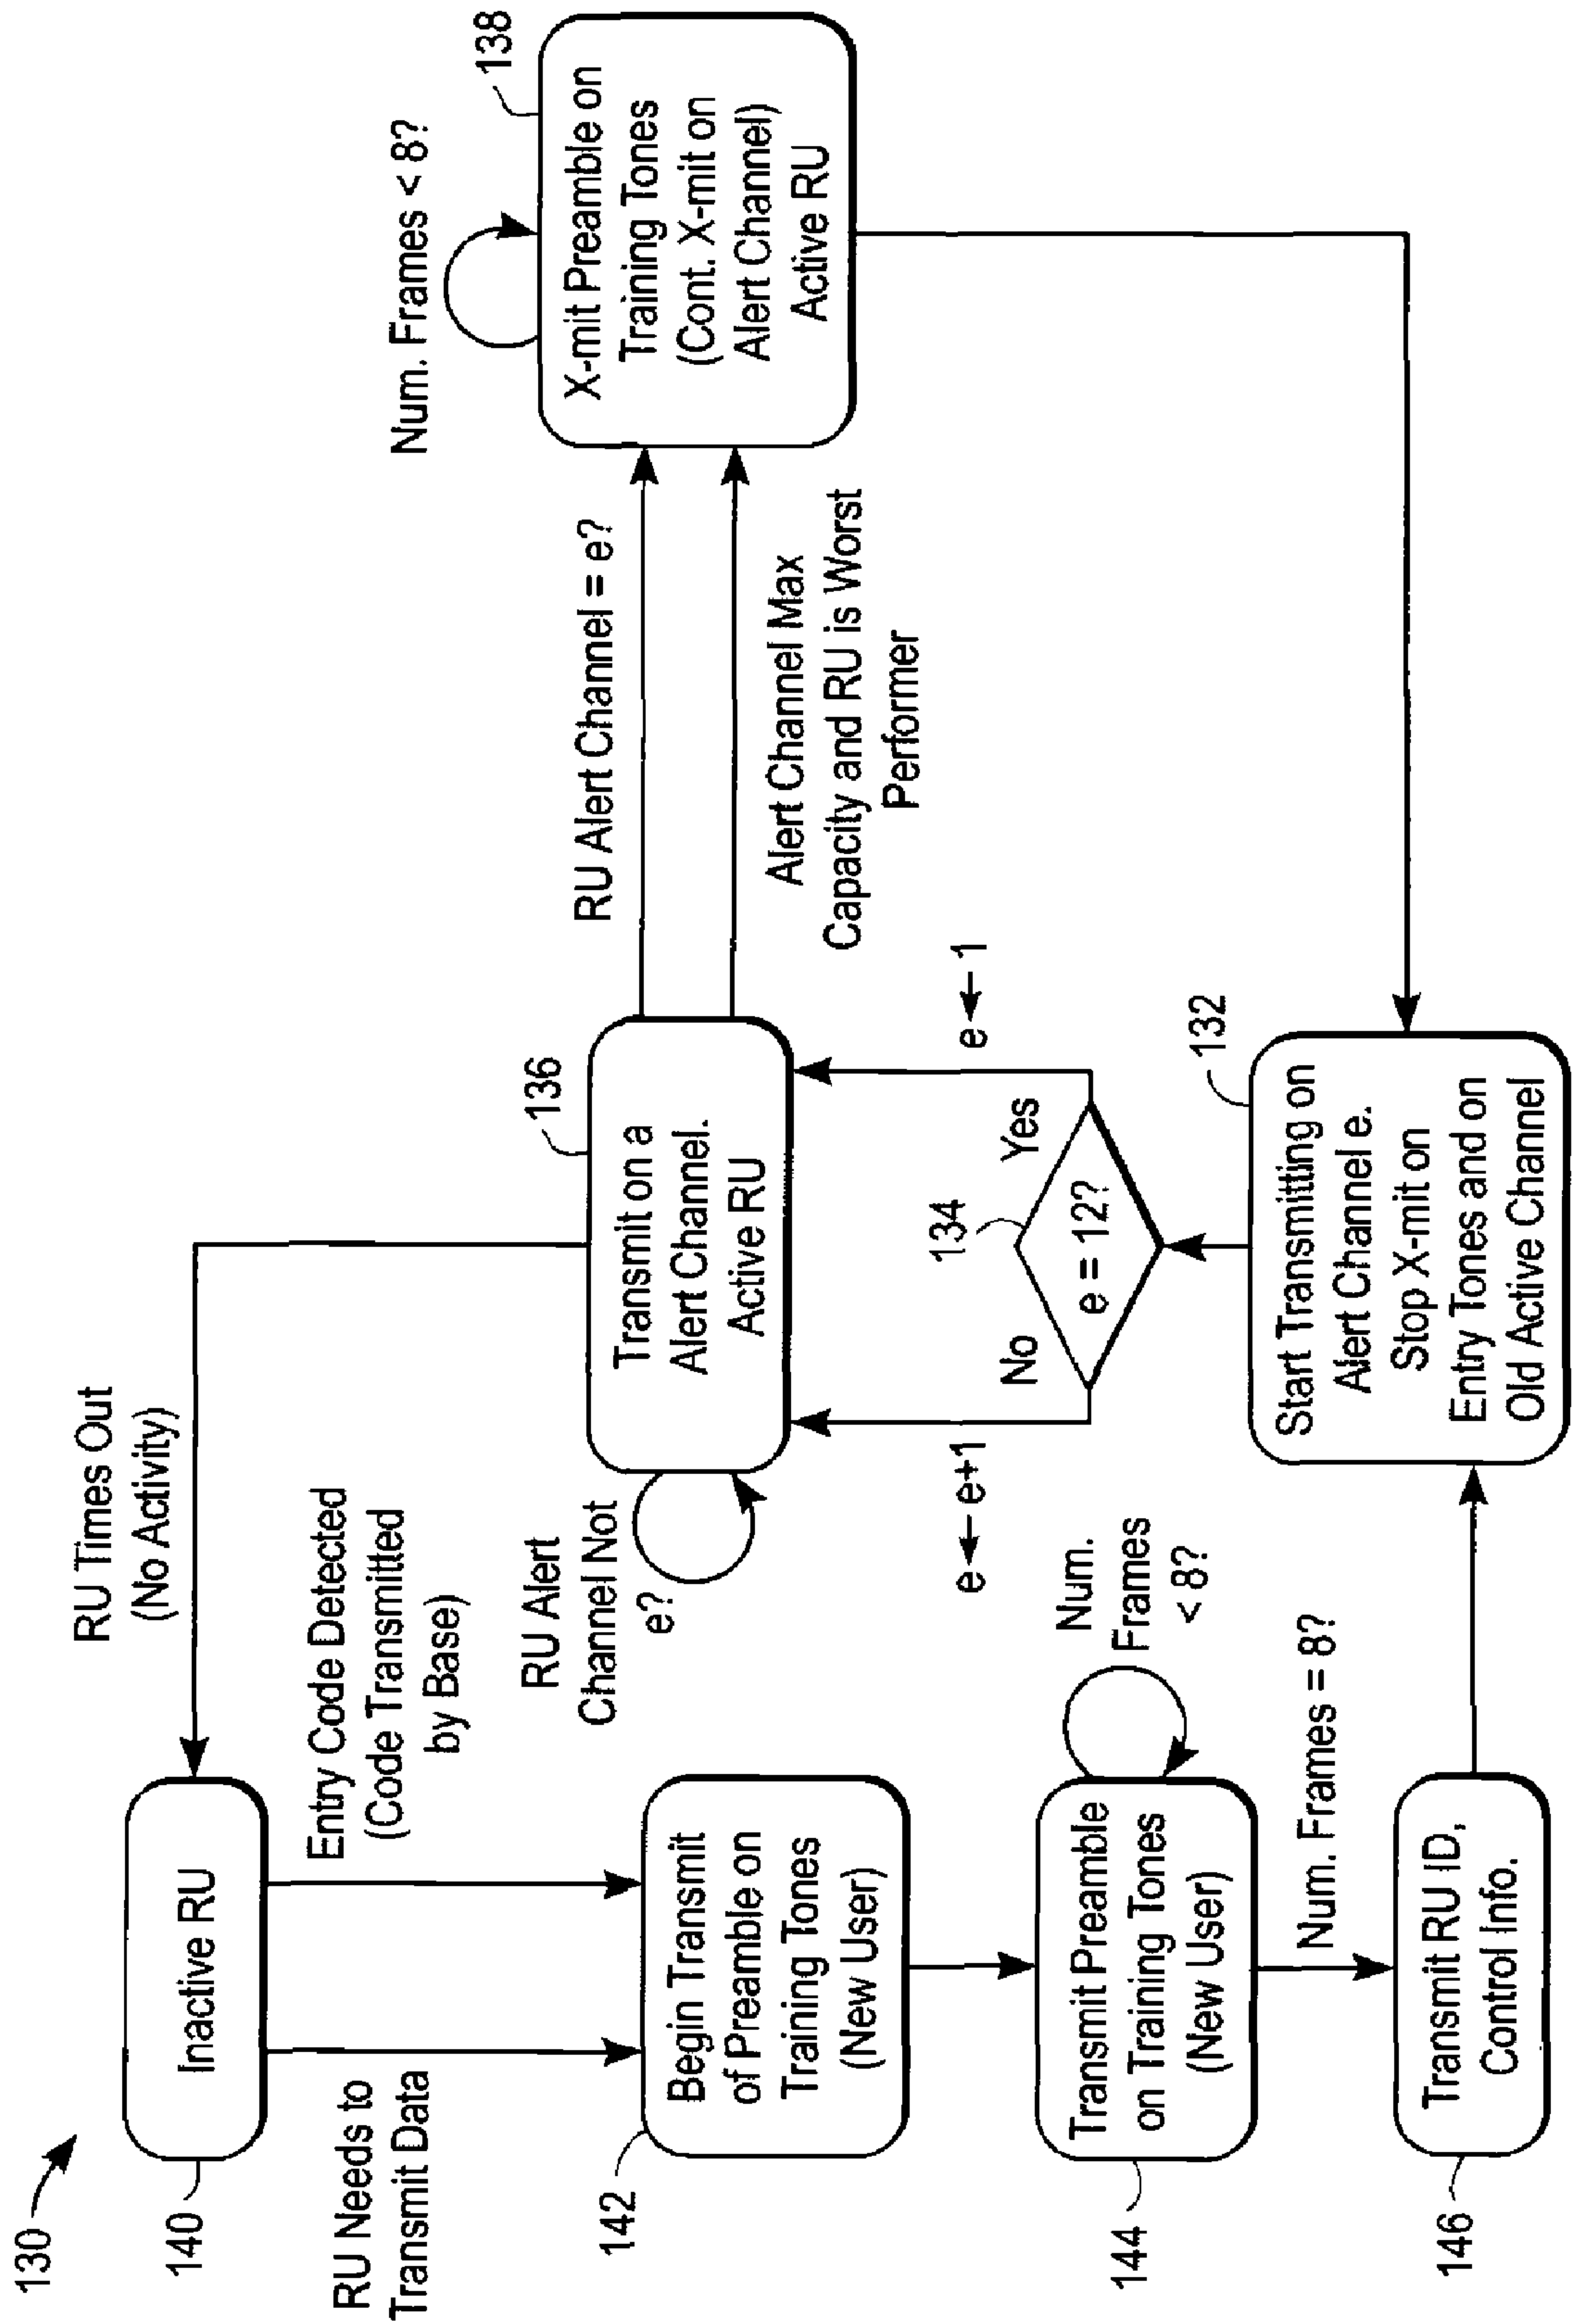 130
140
Inactive RU
RU Times Out
(No Activity)
RU Needs to
Transmit Data
Entry Code Detected
(Code Transmitted
by Base)
142
Begin Transmit
of Preamble on
Training Tones
(New User)
144
Transmit Preamble
on Training Tones
(New User)
Num.
Frames
< 8?
Num. Frames = 8?
146
Transmit RU ID,
Control Info.
RU Alert
Channel Not
e?
136
Transmit on a
Alert Channel.
Active RU
e ← e+1
e ← 1
No
134
Yes
e = 12?
132
Start Transmitting on
Alert Channel e.
Stop X-mit on
Entry Tones and on
Old Active Channel
RU Alert Channel = e?
Alert Channel Max
Capacity and RU is Worst
Performer
Num. Frames < 8?
138
X-mit Preamble on
Training Tones
(Cont. X-mit on
Alert Channel)
Active RU